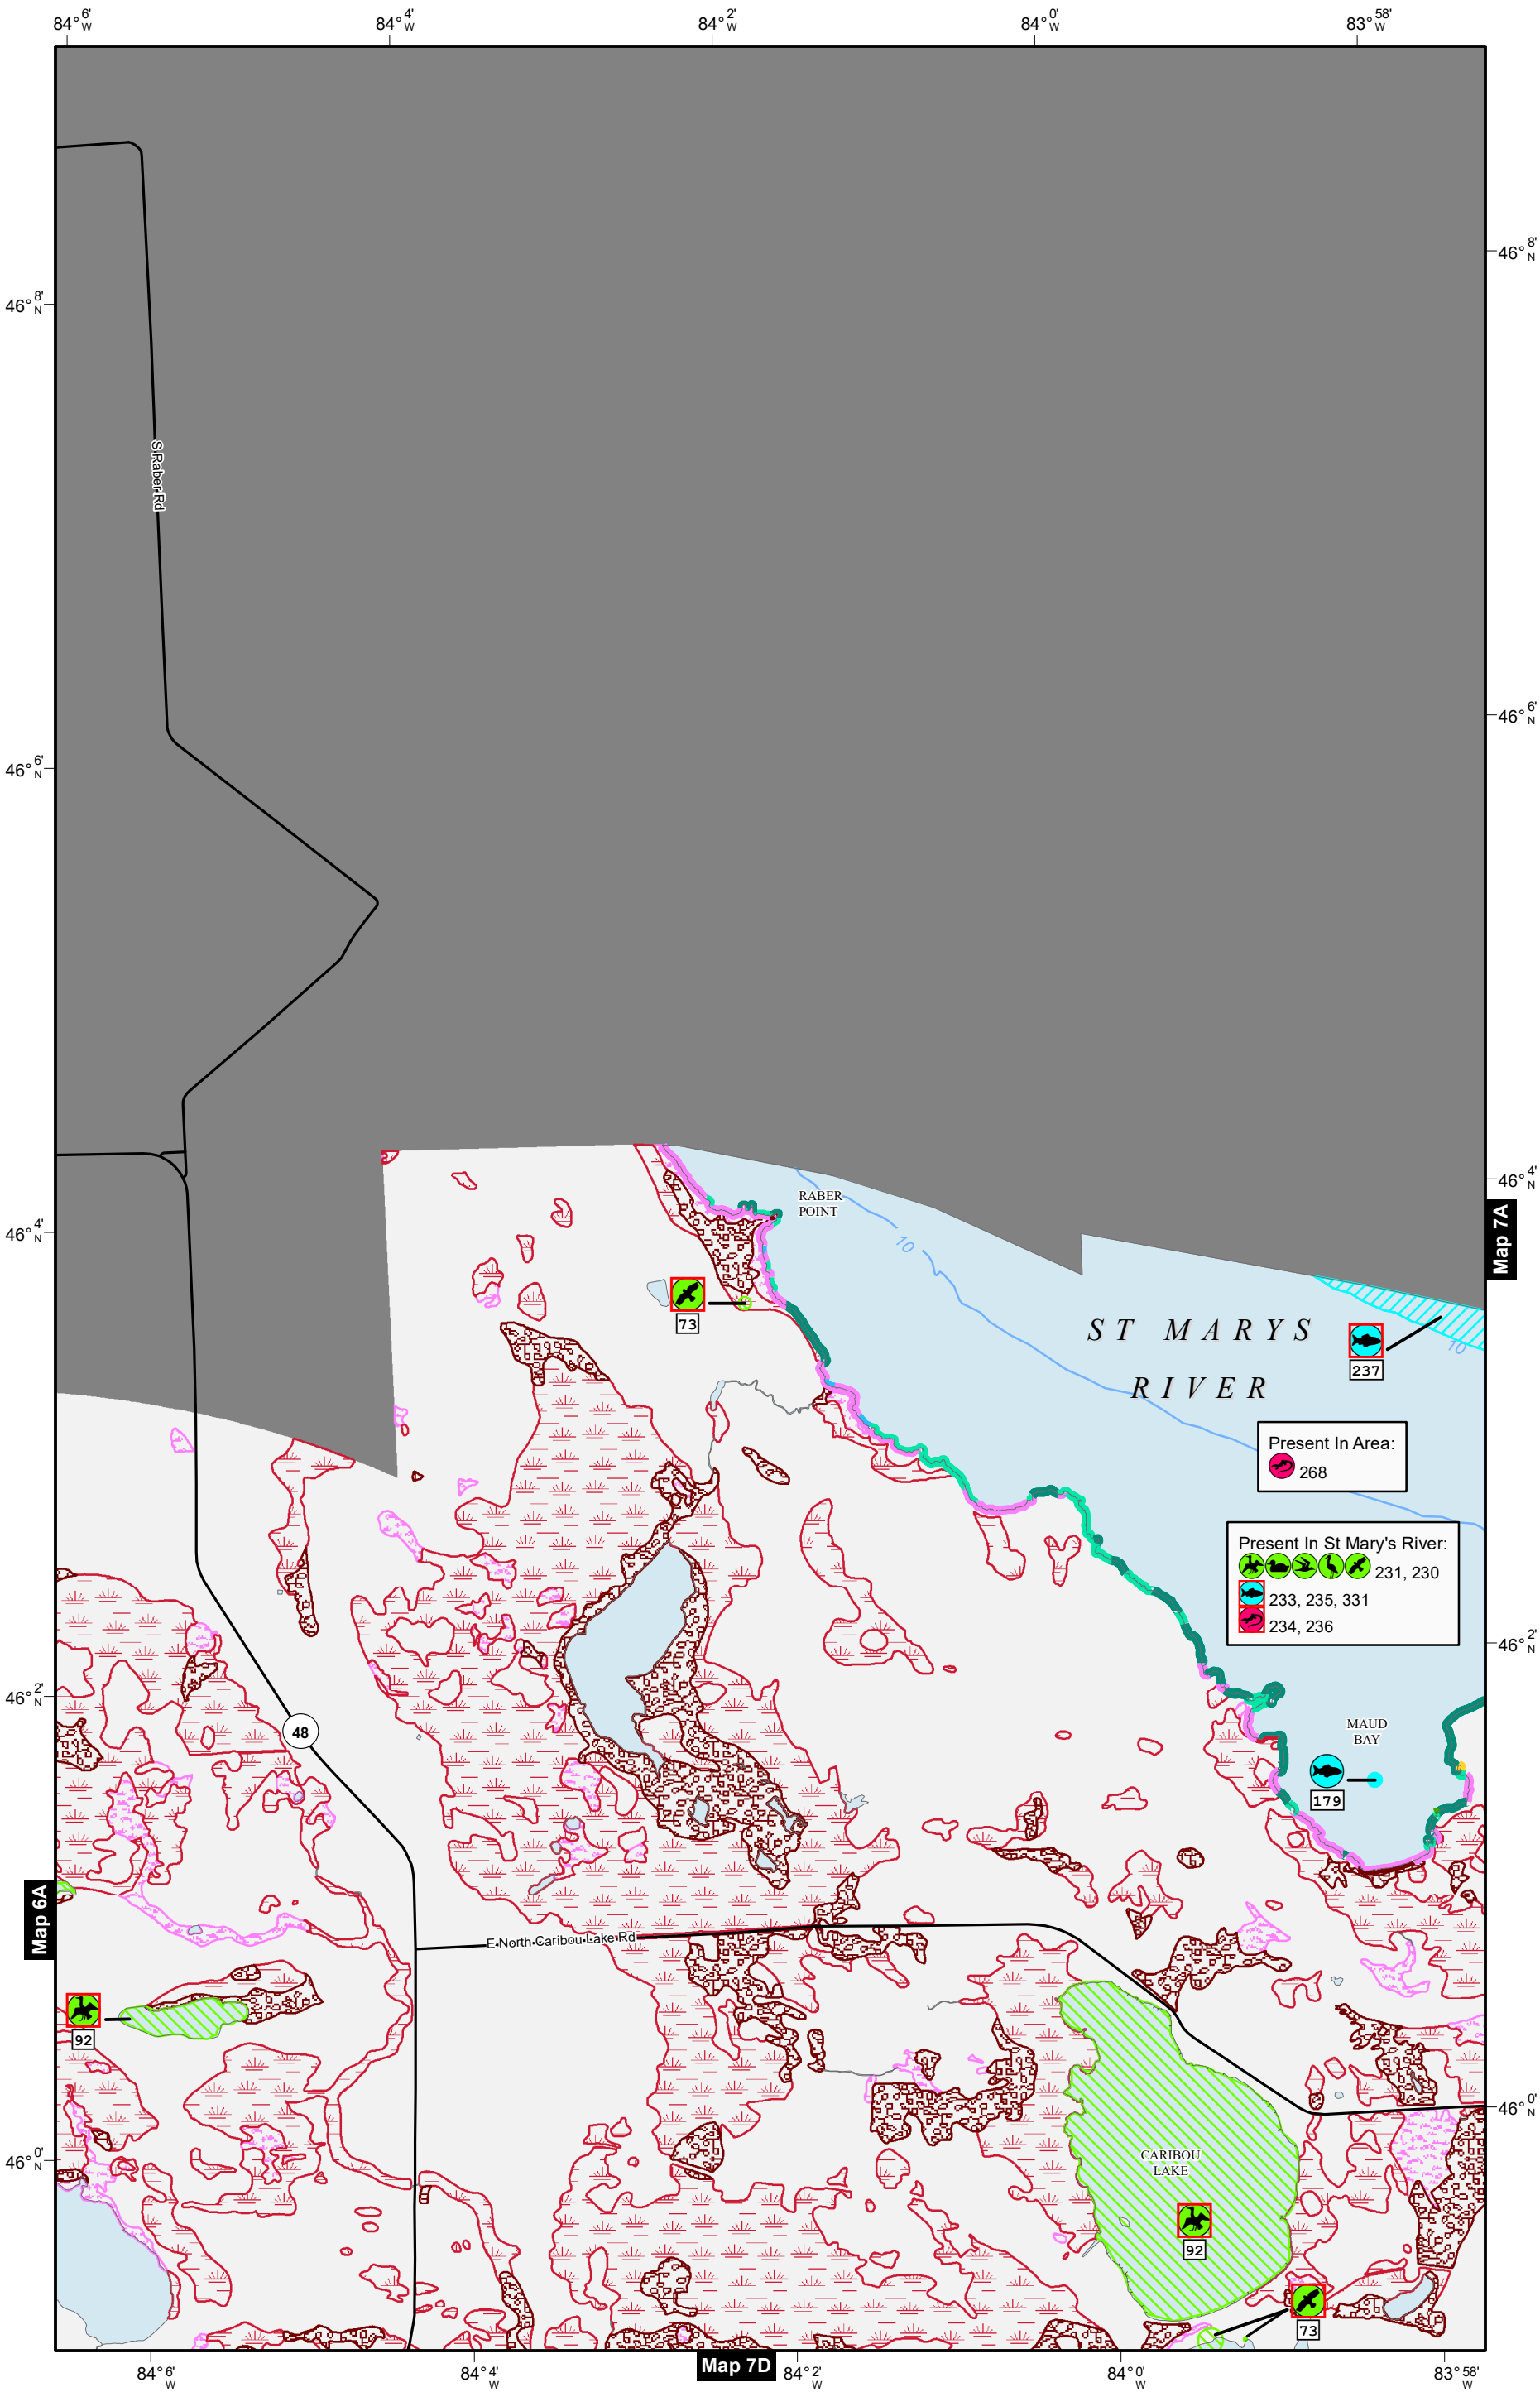 84° 6' W
84° 4' W
84° 2' W
84° 0' W
83° 58' W
46° 8' N
46° 8' N
S Raber Rd
46° 6' N
46° 6' N
46° 4' N
Map 7A
RABER
POINT
46° 4' N
10
73
ST MARYS
RIVER
237
10
Present In Area:
268
Present In St Mary's River:
231, 230
233, 235, 331
234, 236
46° 2' N
46° 2' N
48
MAUD
BAY
179
Map 6A
E North Caribou Lake Rd
92
46° 0' N
46° 0' N
CARIBOU
LAKE
92
73
Map 7D
84° 6' W
84° 4' W
84° 2' W
84° 0' W
83° 58' W